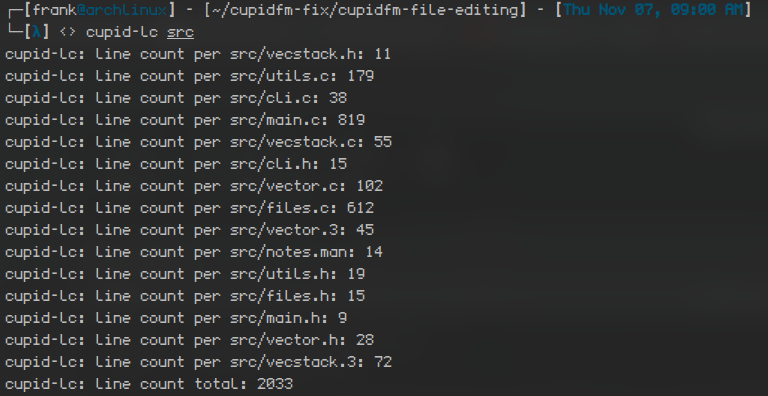 ┌─[frank@archlinux] - [~/cupidfm-fix/cupidfm-file-editing] - [Thu Nov 07, 09:00 AM]
└─[λ] <> cupid-lc src
cupid-lc: Line count per src/vecstack.h: 11
cupid-lc: Line count per src/utils.c: 179
cupid-lc: Line count per src/cli.c: 38
cupid-lc: Line count per src/main.c: 819
cupid-lc: Line count per src/vecstack.c: 55
cupid-lc: Line count per src/cli.h: 15
cupid-lc: Line count per src/vector.c: 102
cupid-lc: Line count per src/files.c: 612
cupid-lc: Line count per src/vector.3: 45
cupid-lc: Line count per src/notes.man: 14
cupid-lc: Line count per src/utils.h: 19
cupid-lc: Line count per src/files.h: 15
cupid-lc: Line count per src/main.h: 9
cupid-lc: Line count per src/vector.h: 28
cupid-lc: Line count per src/vecstack.3: 72
cupid-lc: Line count total: 2033